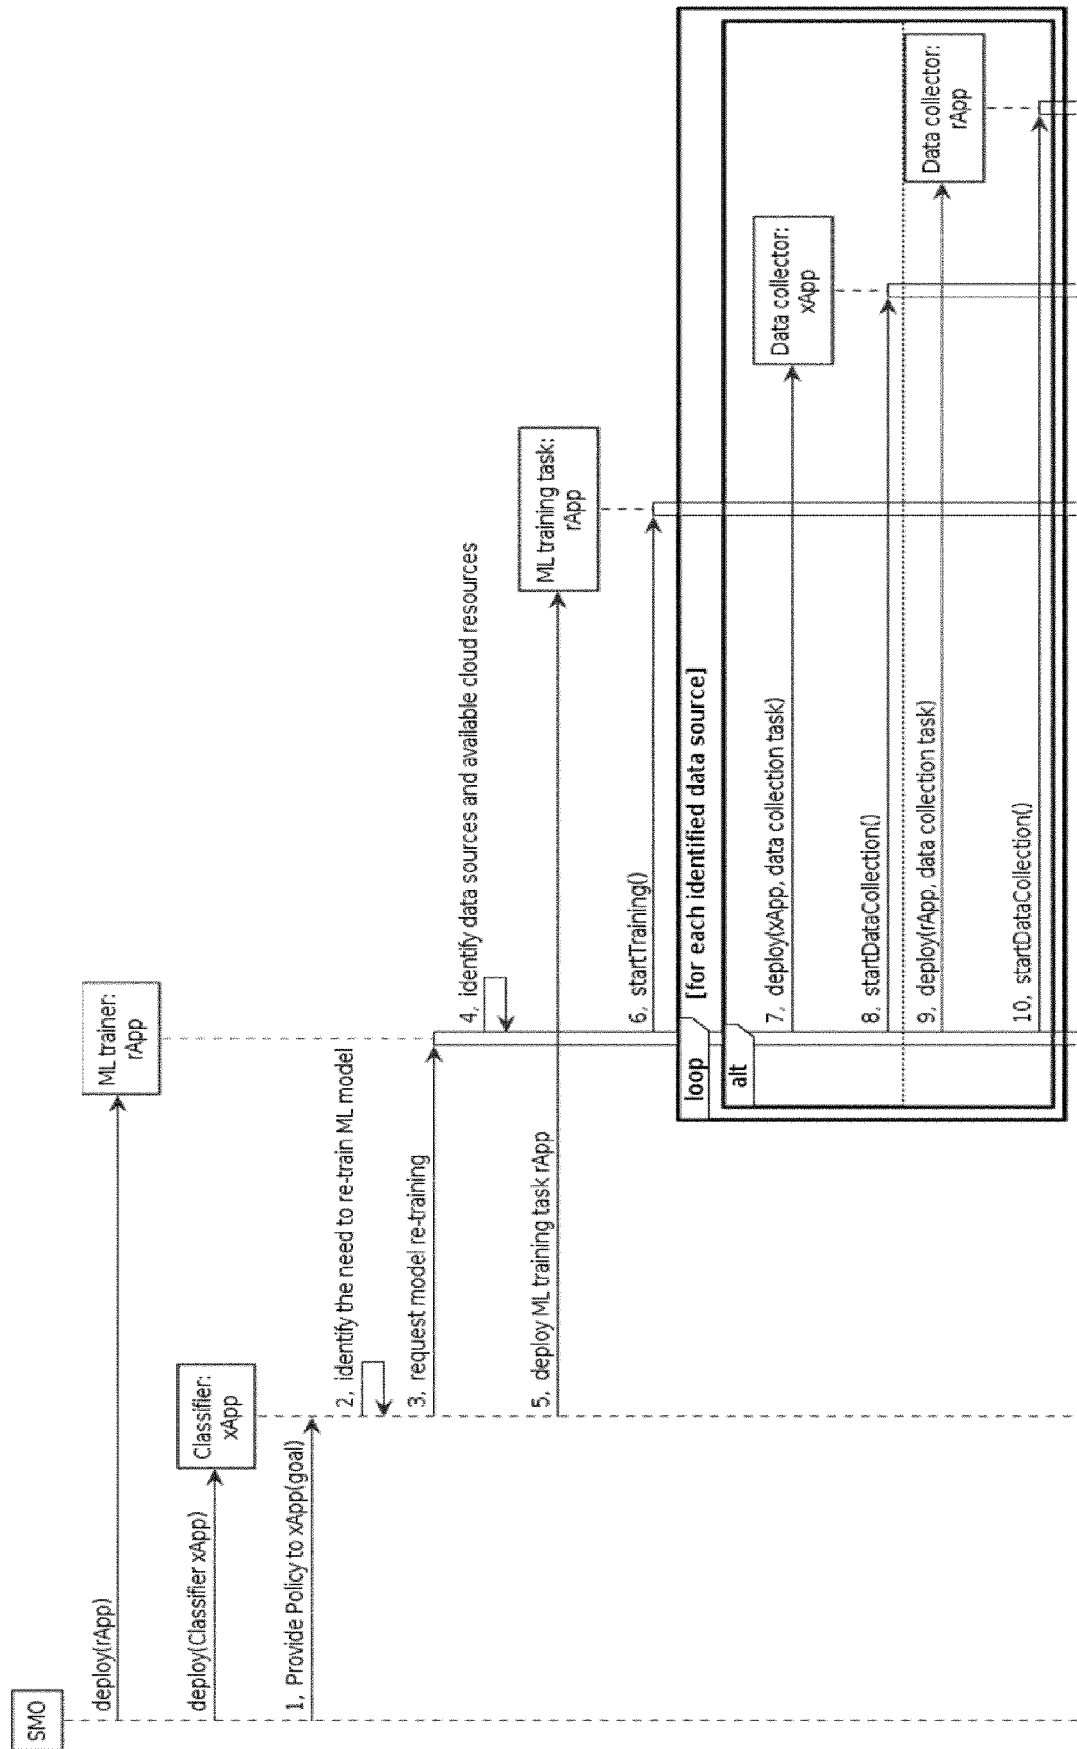 SMO
deploy(rApp)
ML trainer:
rApp
deploy(Classifier xApp)
Classifier:
xApp
1, Provide Policy to xApp(goal)
2, identify the need to re-train ML model
3, request model re-training
4, identify data sources and available cloud resources
5, deploy ML training task rApp
ML training task:
rApp
6, startTraining()
loop
[for each identified data source]
alt
7, deploy(xApp, data collection task)
Data collector:
xApp
8, startDataCollection()
9, deploy(rApp, data collection task)
Data collector:
rApp
10, startDataCollection()